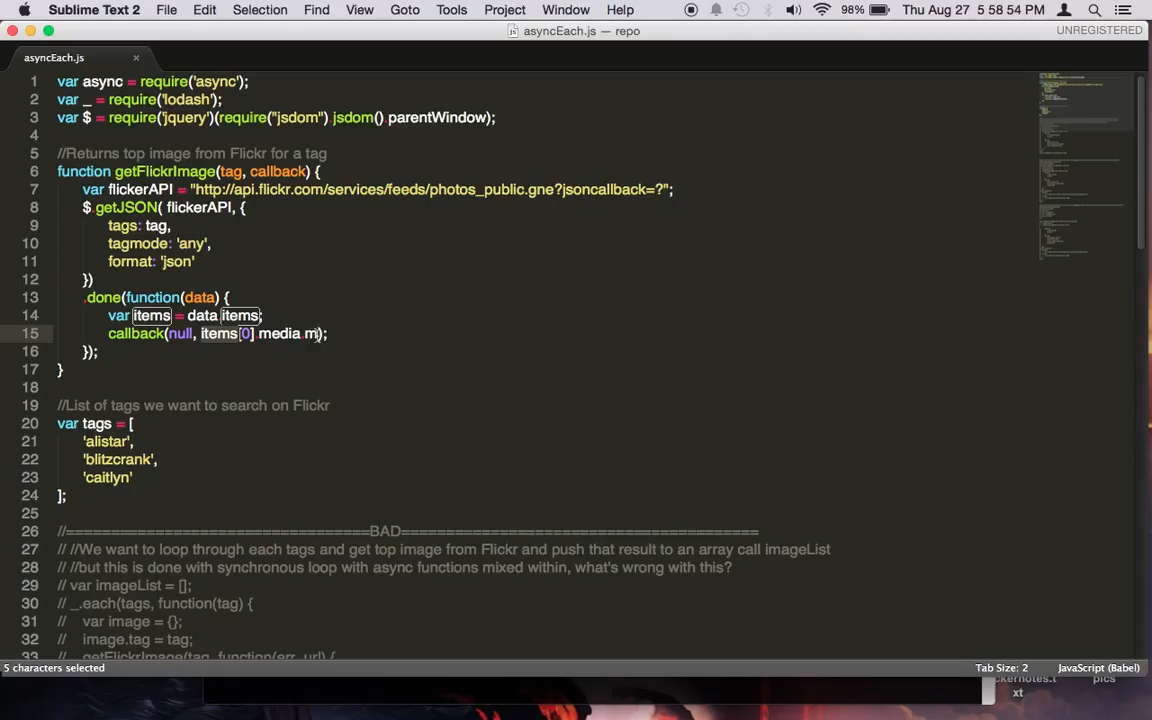 Sublime Text 2 File Edit Selection Find View Goto Tools Project Window Help 98% Thu Aug 27 5:58:54 PM
asyncEach.js — repo UNREGISTERED
asyncEach.js ×
1 var async = require('async');
2 var _ = require('lodash');
3 var $ = require('jquery')(require("jsdom").jsdom().parentWindow);
4
5 //Returns top image from Flickr for a tag
6 function getFlickrImage(tag, callback) {
7 var flickerAPI = "http://api.flickr.com/services/feeds/photos_public.gne?jsoncallback=?";
8 $.getJSON( flickerAPI, {
9 tags: tag,
10 tagmode: 'any',
11 format: 'json'
12 })
13 .done(function(data) {
14 var items = data.items;
15 callback(null, items[0].media.m);
16 });
17 }
18
19 //List of tags we want to search on Flickr
20 var tags = [
21 'alistar',
22 'blitzcrank',
23 'caitlyn'
24 ];
25
26 //================================BAD======================================
27 // //We want to loop through each tags and get top image from Flickr and push that result to an array call imageList
28 // //but this is done with synchronous loop with async functions mixed within, what's wrong with this?
29 // var imageList = [];
30 // _.each(tags, function(tag) {
31 // var image = {};
32 // image.tag = tag;
33 // getFlickrImage(tag, function(err, url) {
5 characters selected Tab Size: 2 JavaScript (Babel)
ckernotes.t pics
xt